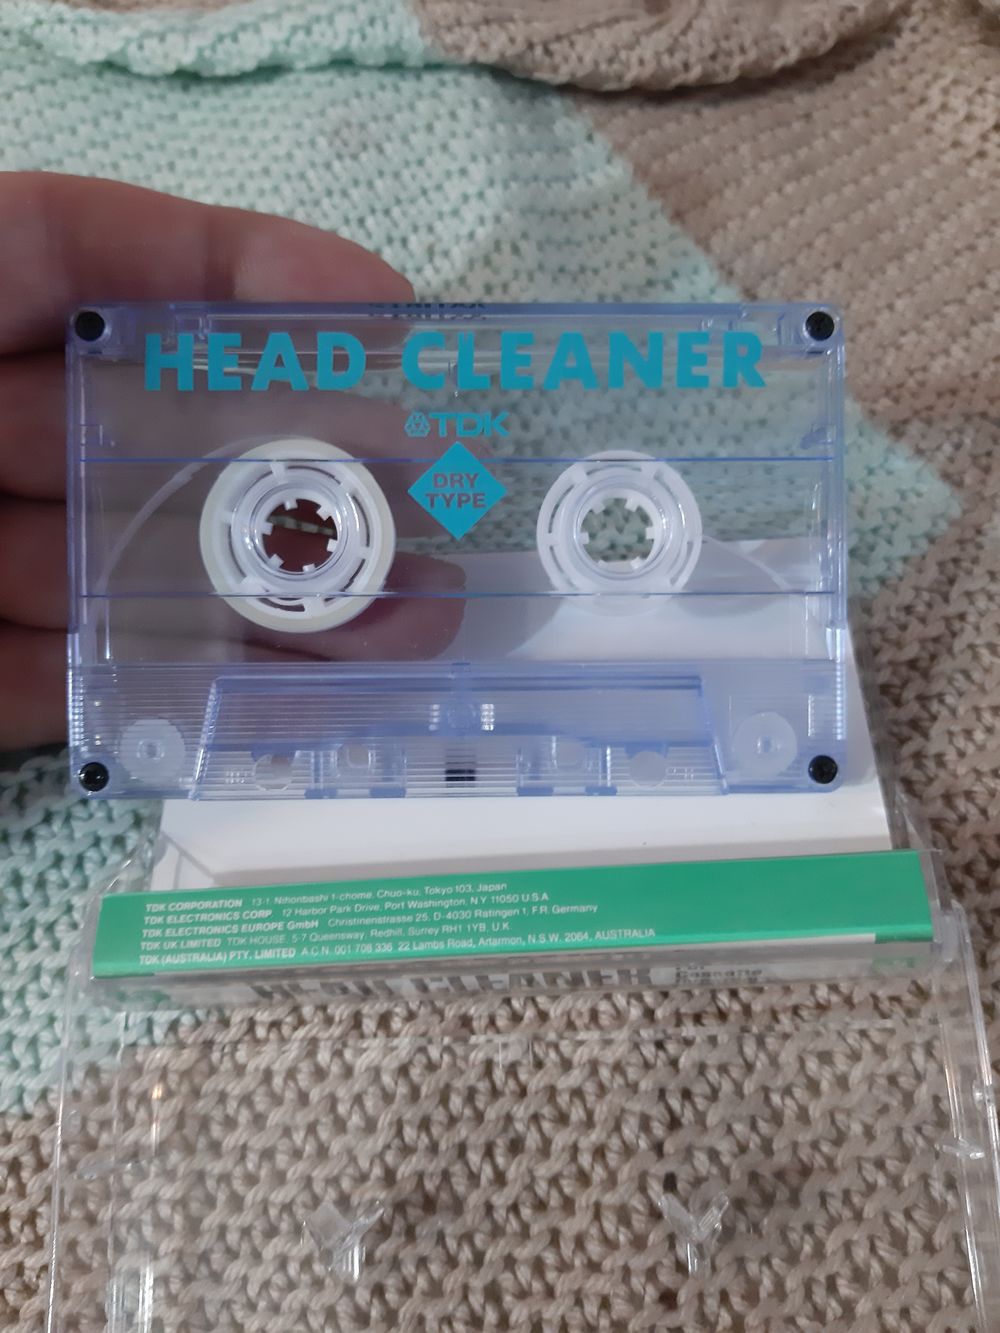 HEAD CLEANER
TDK
DRY
TYPE
TDK CORPORATION 13-1, Nihonbashi 1-chome, Chuo-ku, Tokyo 103, Japan
TDK ELECTRONICS CORP 12 Harbor Park Drive, Port Washington, N.Y 11050 U.S.A
TDK ELECTRONICS EUROPE GmbH Christinenstrasse 25, D-4030 Ratingen 1, F.R. Germany
TDK UK LIMITED TDK HOUSE, 5-7 Queensway, Redhill, Surrey RH1 1YB, U.K
TDK (AUSTRALIA) PTY. LIMITED A.C.N. 001 708 336 22 Lambs Road, Artarmon, N.S.W. 2064, AUSTRALIA
HEAD CLEANER